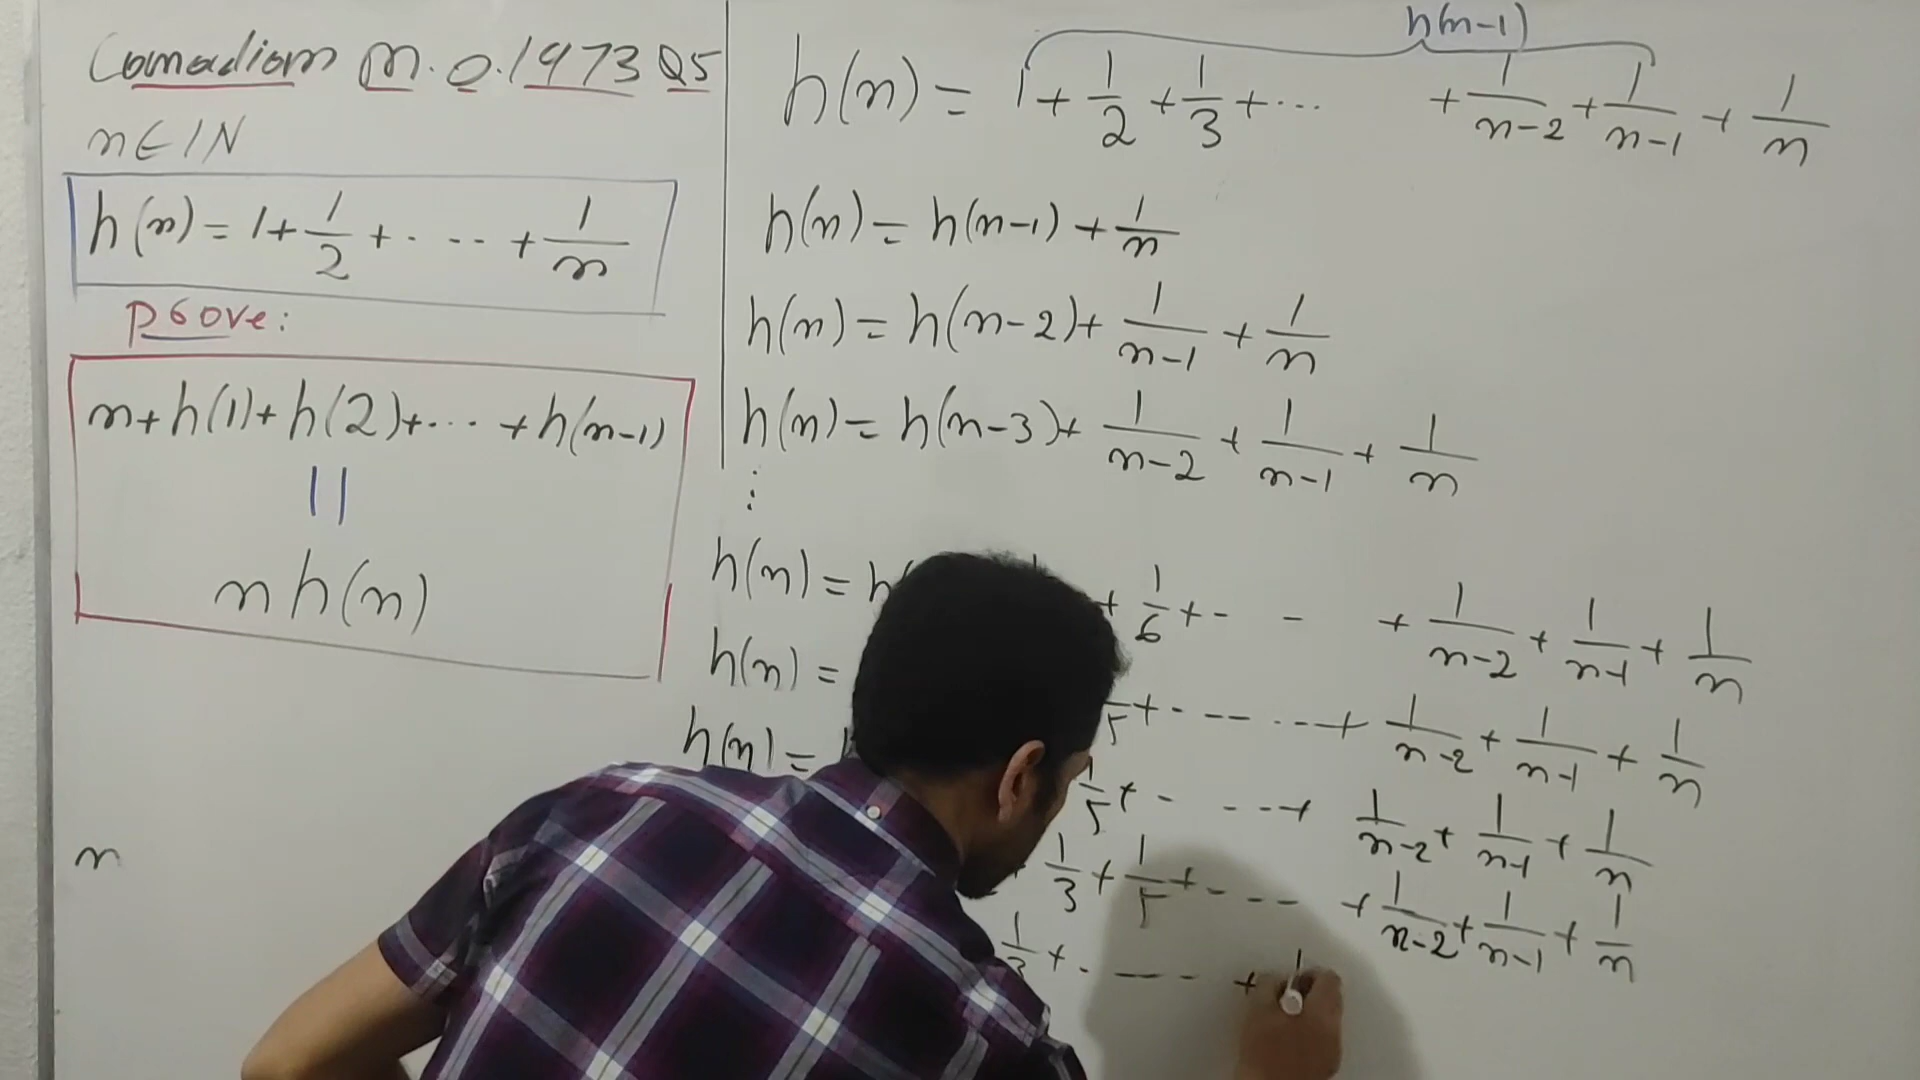 Comadiom M.O.1973 Q5
n∈IN
h(n) = 1 + 1/2 + - - - + 1/n
prove:
n+h(1)+h(2)+... +h(n-1)
||
n h(n)
n
h(n-1)
h(n) = 1 + 1/2 + 1/3 + ... + 1/n-2 + 1/n-1 + 1/n
h(n) = h(n-1) + 1/n
h(n) = h(n-2) + 1/n-1 + 1/n
h(n) = h(n-3) + 1/n-2 + 1/n-1 + 1/n
⋮
h(n) = h( + 1/6 + - - + 1/n-2 + 1/n-1 + 1/n
h(n) = 5 + - -- -- + 1/n-2 + 1/n-1 + 1/n
h(n) = 1/5 + - --- + 1/n-2 + 1/n-1 + 1/n
1/3 + 1/5 + - -- + 1/n-2 + 1/n-1 + 1/n
1/3 + - -- - +